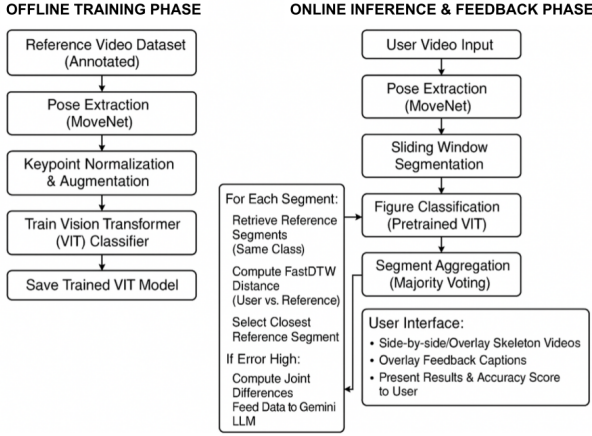 OFFLINE TRAINING PHASE
Reference Video Dataset
(Annotated)
Pose Extraction
(MoveNet)
Keypoint Normalization
& Augmentation
Train Vision Transformer
(VIT) Classifier
Save Trained VIT Model
ONLINE INFERENCE & FEEDBACK PHASE
User Video Input
Pose Extraction
(MoveNet)
Sliding Window
Segmentation
Figure Classification
(Pretrained VIT)
Segment Aggregation
(Majority Voting)
For Each Segment:
Retrieve Reference
Segments
(Same Class)
Compute FastDTW
Distance
(User vs. Reference)
Select Closest
Reference Segment
If Error High:
Compute Joint
Differences
Feed Data to Gemini
LLM
User Interface:
• Side-by-side/Overlay Skeleton Videos
• Overlay Feedback Captions
• Present Results & Accuracy Score
to User